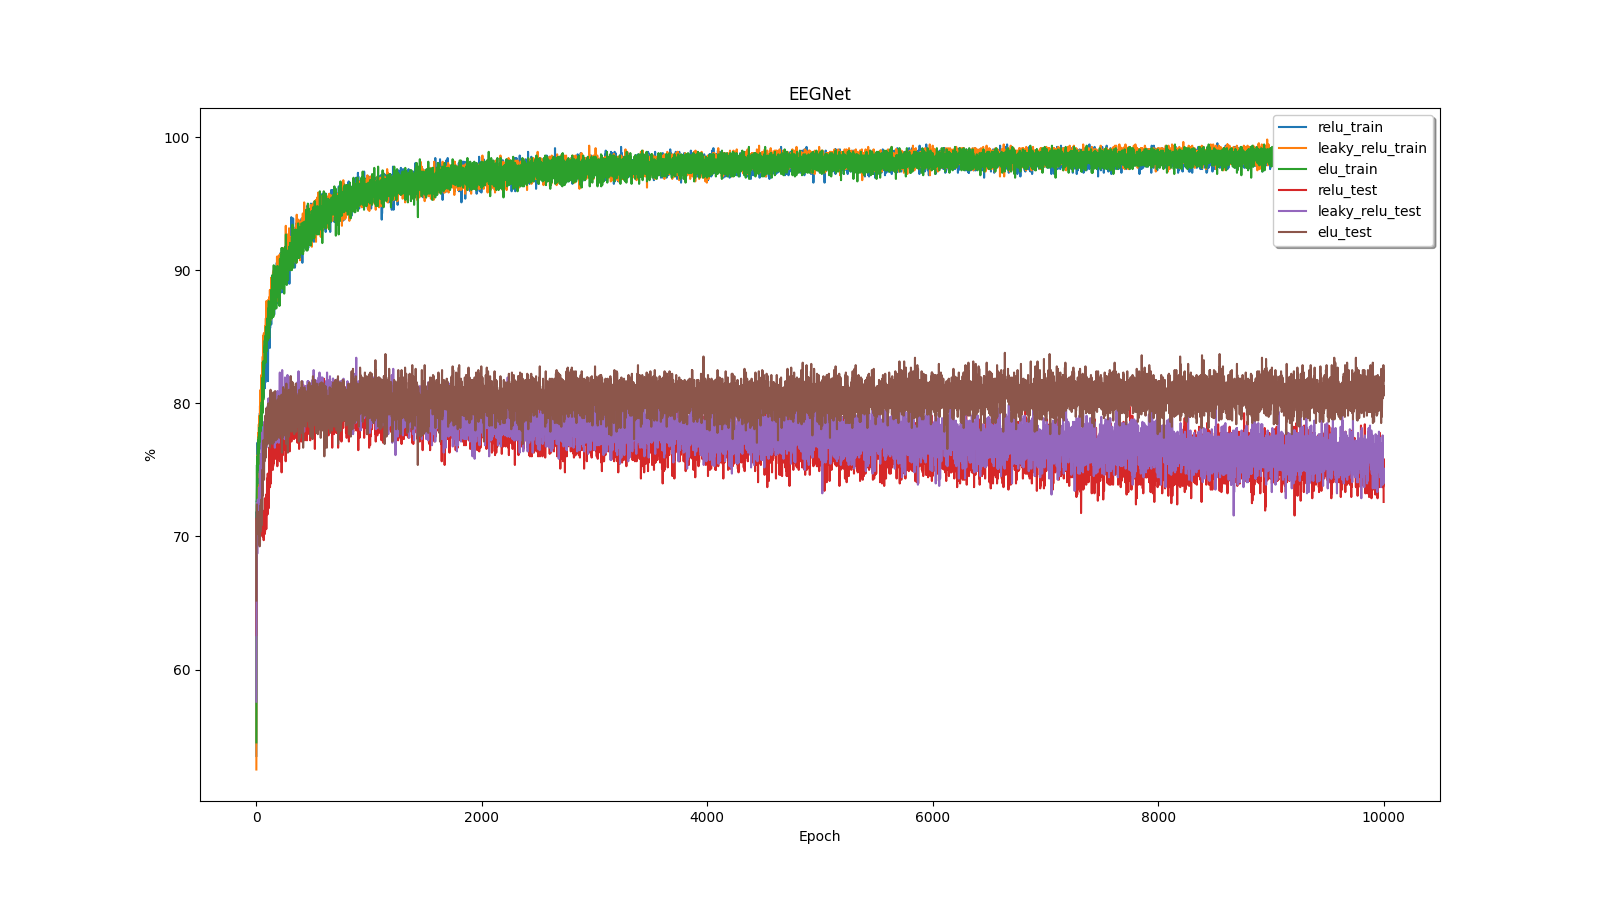 EEGNet
100
90
80
70
60
%
relu_train
leaky_relu_train
elu_train
relu_test
leaky_relu_test
elu_test
0
2000
4000
6000
8000
10000
Epoch